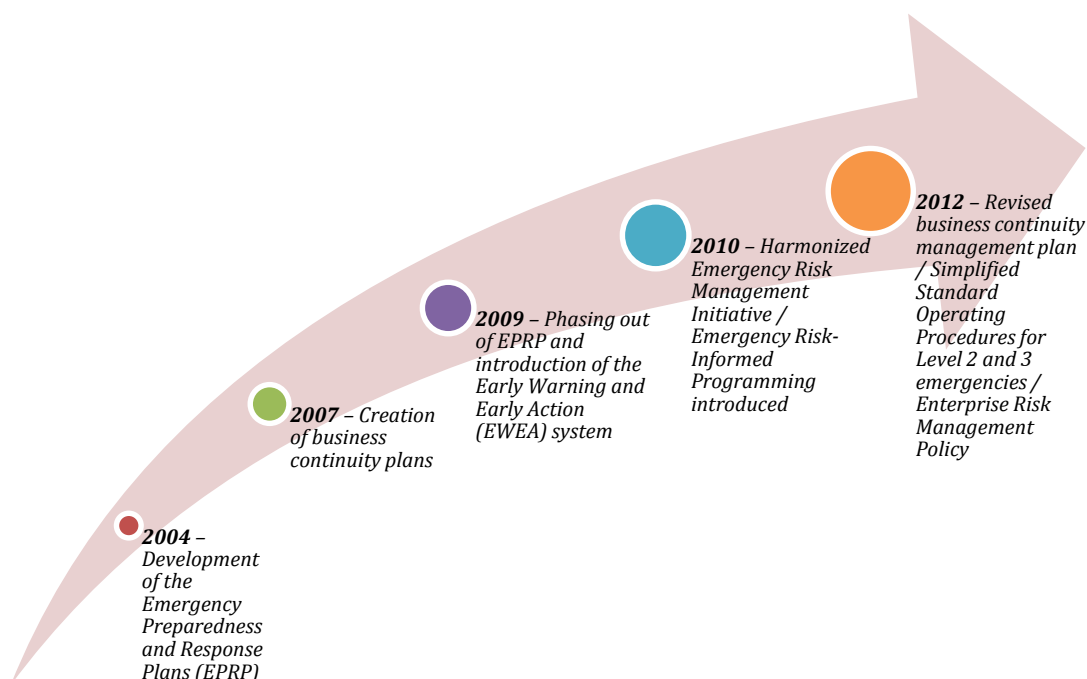 2004 –
Development
of the
Emergency
Preparedness
and Response
Plans (EPRP)
2007 – Creation
of business
continuity plans
2009 – Phasing out
of EPRP and
introduction of the
Early Warning and
Early Action
(EWEA) system
2010 – Harmonized
Emergency Risk
Management
Initiative /
Emergency Risk-
Informed
Programming
introduced
2012 – Revised
business continuity
management plan
/ Simplified
Standard
Operating
Procedures for
Level 2 and 3
emergencies /
Enterprise Risk
Management
Policy